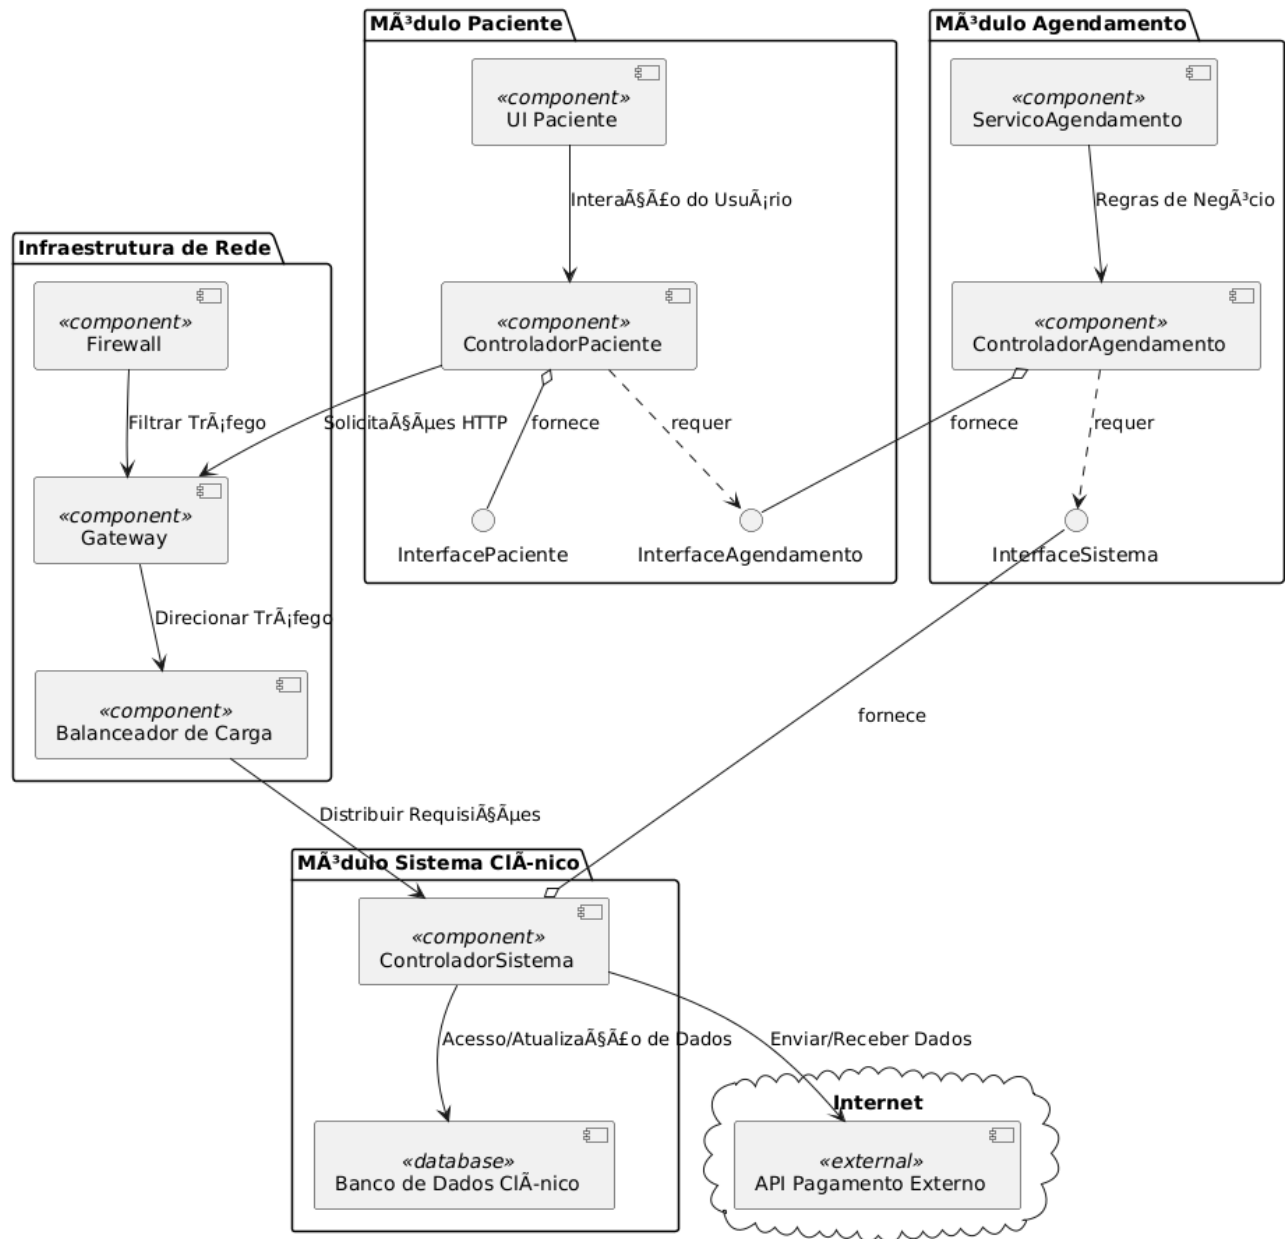 MÃ³dulo Paciente
MÃ³dulo Agendamento
«component»
UI Paciente
«component»
ServicoAgendamento
InteraÃ§Ã£o do UsuÃ¡rio
Regras de NegÃ³cio
Infraestrutura de Rede
«component»
Firewall
«component»
ControladorPaciente
«component»
ControladorAgendamento
Filtrar TrÃ¡fego
SolicitaÃ§Ãµes HTTP
fornece
requer
fornece
requer
«component»
Gateway
InterfacePaciente
InterfaceAgendamento
InterfaceSistema
Direcionar TrÃ¡fego
«component»
Balanceador de Carga
fornece
Distribuir RequisiÃ§Ãµes
MÃ³dulo Sistema ClÃ-nico
«component»
ControladorSistema
Acesso/AtualizaÃ§Ã£o de Dados
Enviar/Receber Dados
Internet
«database»
Banco de Dados ClÃ-nico
«external»
API Pagamento Externo